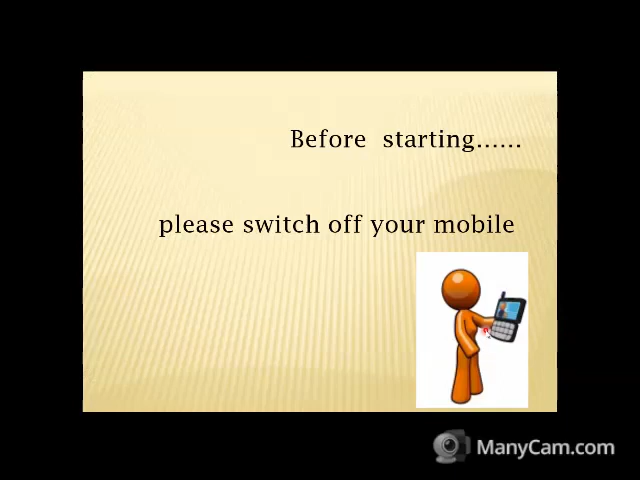 Before starting......
please switch off your mobile
ManyCam.com